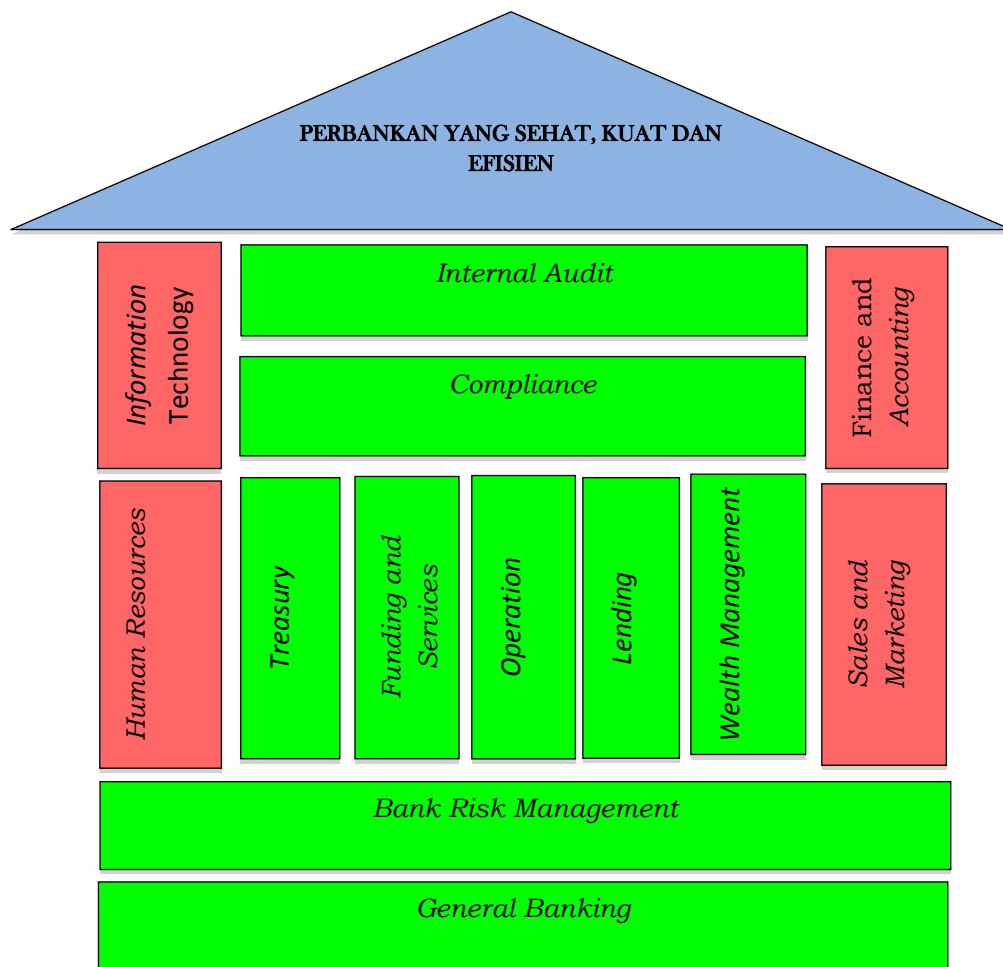 PERBANKAN YANG SEHAT, KUAT DAN
EFISIEN
Information
Technology
Internal Audit
Finance and
Accounting
Compliance
Human Resources
Treasury
Funding and
Services
Operation
Lending
Wealth Management
Sales and
Marketing
Bank Risk Management
General Banking